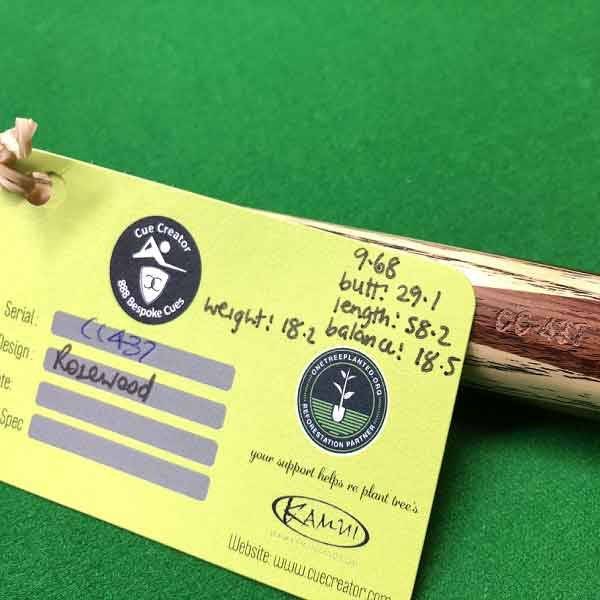 Cue Creator
888 Bespoke Cues
9.68
butt: 29.1
length: 58.2
weight: 18.2 balance: 18.5
Serial: CC437
Design: Rosewood
Spec
ONETREEPLANTED.ORG
REFORESTATION PARTNER
your support helps re plant tree's
KAMUI
Website: www.cuecreator.com